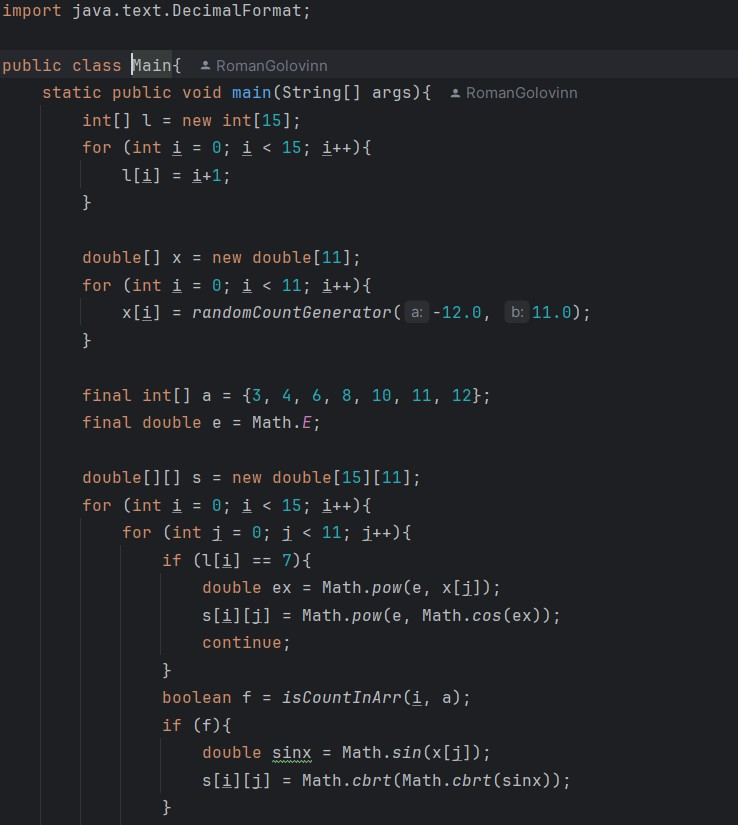 import java.text.DecimalFormat;
public class Main{ RomanGolovinn
static public void main(String[] args){ RomanGolovinn
int[] l = new int[15];
for (int i = 0; i < 15; i++){
l[i] = i+1;
}
double[] x = new double[11];
for (int i = 0; i < 11; i++){
x[i] = randomCountGenerator( a: -12.0, b: 11.0);
}
final int[] a = {3, 4, 6, 8, 10, 11, 12};
final double e = Math.E;
double[][] s = new double[15][11];
for (int i = 0; i < 15; i++){
for (int j = 0; j < 11; j++){
if (l[i] == 7){
double ex = Math.pow(e, x[j]);
s[i][j] = Math.pow(e, Math.cos(ex));
continue;
}
boolean f = isCountInArr(i, a);
if (f){
double sinx = Math.sin(x[j]);
s[i][j] = Math.cbrt(Math.cbrt(sinx));
}